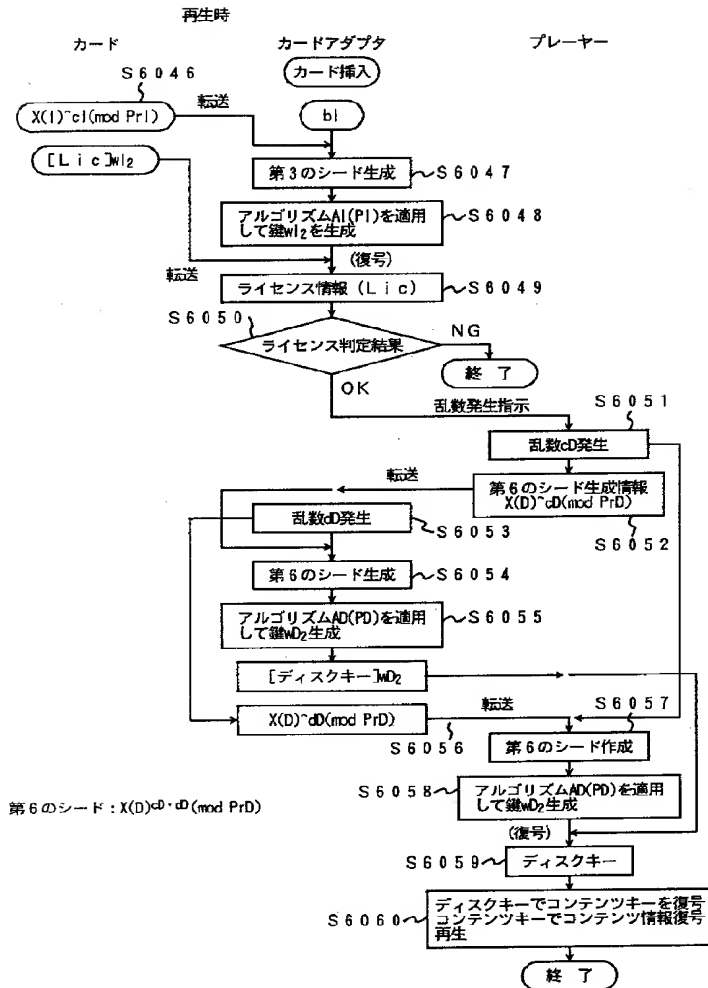 再生時
カード
カードアダプタ
プレーヤー
S6046
カード挿入
X(I)^cI(mod PrI)
転送
bI
[Lic]wI₂
第3のシード生成
S6047
アルゴリズムAI(PI)を適用
して鍵wI₂を生成
S6048
(復号)
転送
ライセンス情報(Lic)
S6049
S6050
ライセンス判定結果
NG
終了
OK
乱数発生指示
S6051
乱数cD発生
転送
第6のシード生成情報
X(D)^cD(mod PrD)
乱数dD発生
S6053
S6052
第6のシード生成
S6054
アルゴリズムAD(PD)を適用
して鍵wD₂生成
S6055
[ディスクキー]wD₂
S6057
X(D)^dD(mod PrD)
転送
S6056
第6のシード作成
S6058
アルゴリズムAD(PD)を適用
して鍵wD₂生成
第6のシード:X(D)^cD・dD(mod PrD)
(復号)
S6059
ディスクキー
S6060
ディスクキーでコンテンツキーを復号
コンテンツキーでコンテンツ情報復号
再生
終了